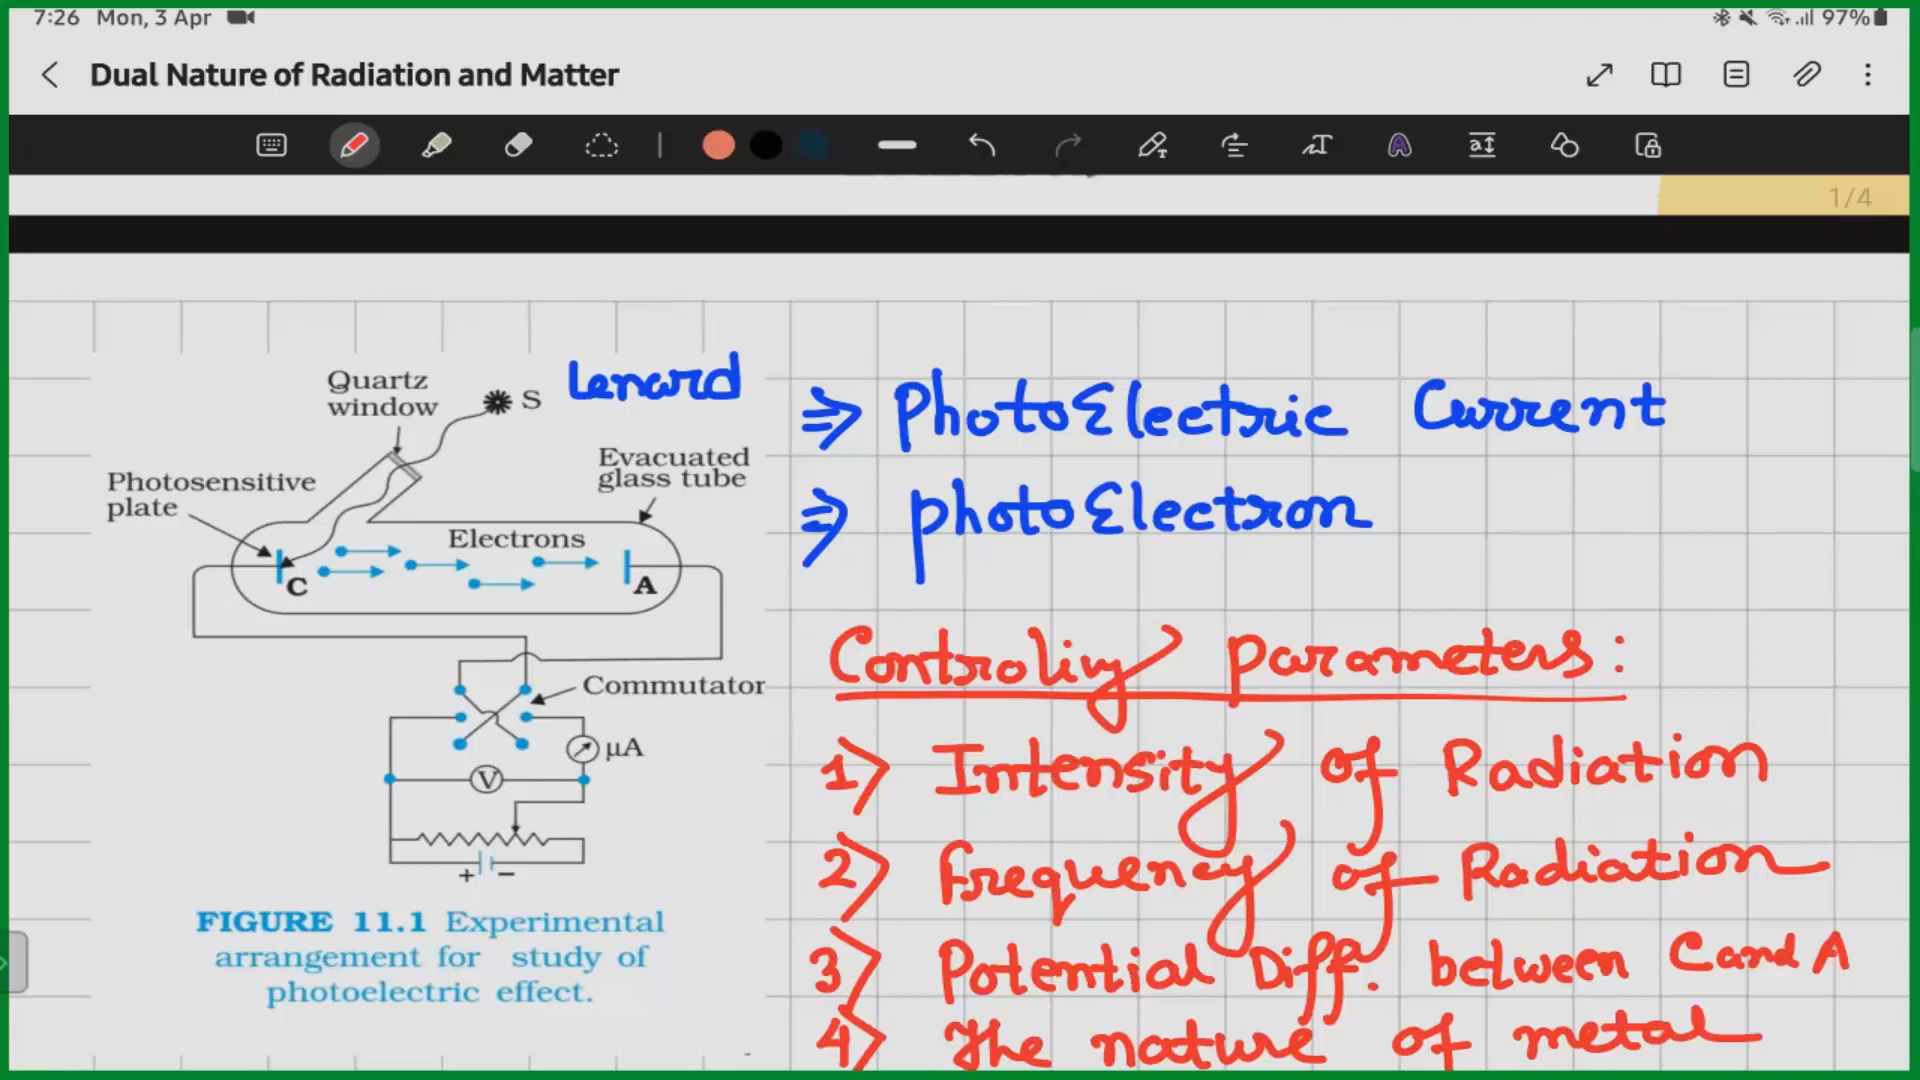 7:26 Mon, 3 Apr
97%
Dual Nature of Radiation and Matter
1/4
Quartz
window
S
Lenard
Photosensitive
plate
Evacuated
glass tube
Electrons
C
A
Commutator
μA
V
+ −
FIGURE 11.1 Experimental
arrangement for study of
photoelectric effect.
⇒ PhotoElectric Current
⇒ photoElectron
Controling Parameters:
1) Intensity of Radiation
2) Frequency of Radiation
3) Potential Diff. between C and A
4) The nature of metal